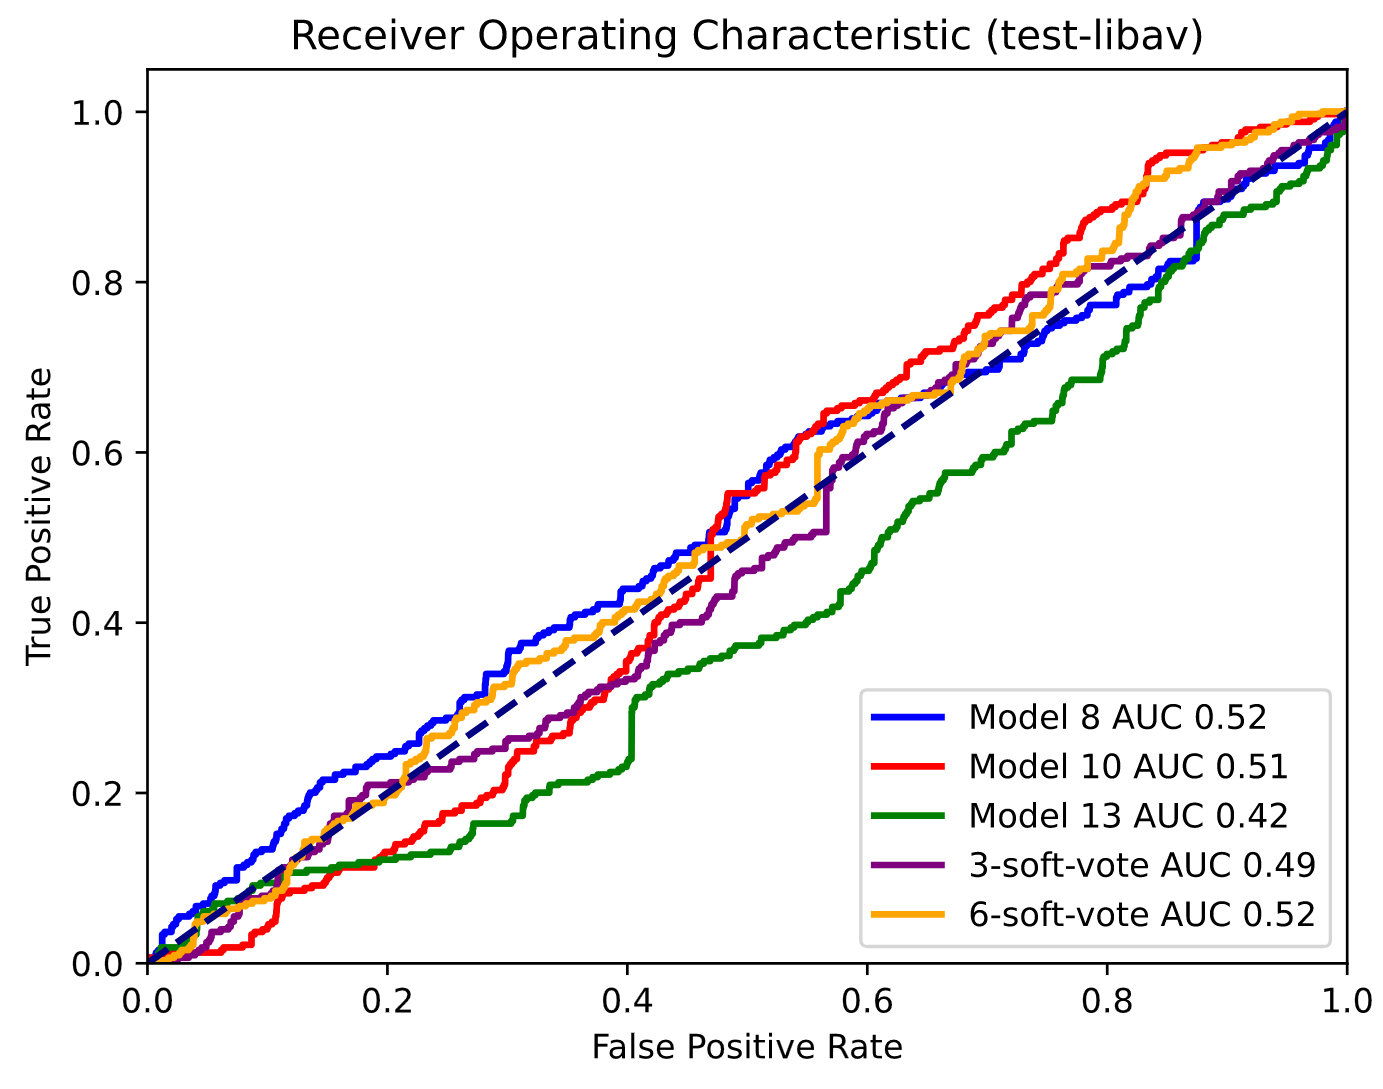 Receiver Operating Characteristic (test-libav)
True Positive Rate
1.0
0.8
0.6
0.4
0.2
0.0
Model 8 AUC 0.52
Model 10 AUC 0.51
Model 13 AUC 0.42
3-soft-vote AUC 0.49
6-soft-vote AUC 0.52
0.0 0.2 0.4 0.6 0.8 1.0
False Positive Rate